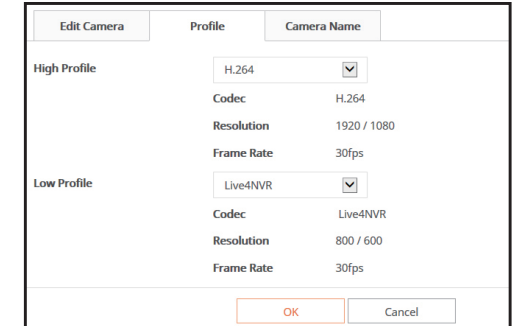 Edit Camera Profile Camera Name
High Profile H.264
Codec H.264
Resolution 1920 / 1080
Frame Rate 30fps
Low Profile Live4NVR
Codec Live4NVR
Resolution 800 / 600
Frame Rate 30fps
OK Cancel